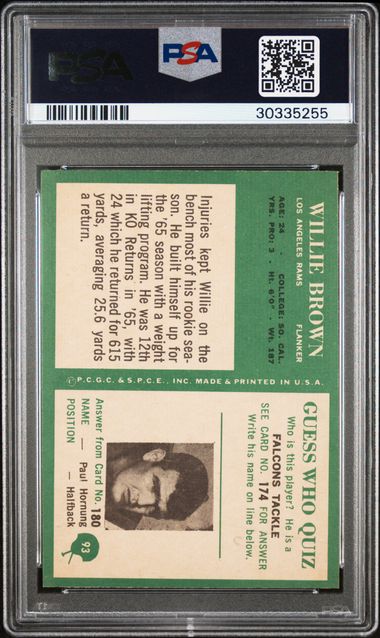 PSA
PSA
30335255
WILLIE BROWN
LOS ANGELES RAMS FLANKER
AGE: 24 · COLLEGE: SO. CAL.
YRS. PRO: 3 · Ht. 6'0" · Wt. 187
Injuries kept Willie on the
bench most of his rookie sea-
son. He built himself up for
the '65 season with a weight
lifting program. He was 12th
in KO Returns in '65, with
24 which he returned for 615
yards, averaging 25.6 yards
a return.
©P.C.G.C. & S.P.C.E., INC. MADE & PRINTED IN U.S.A.
GUESS WHO QUIZ
Who is this player? He is a
FALCONS TACKLE
SEE CARD NO. 174 FOR ANSWER
Write his name on line below.
Answer from Card No. 180
NAME — Paul Hornung
POSITION — Halfback
93
PSA